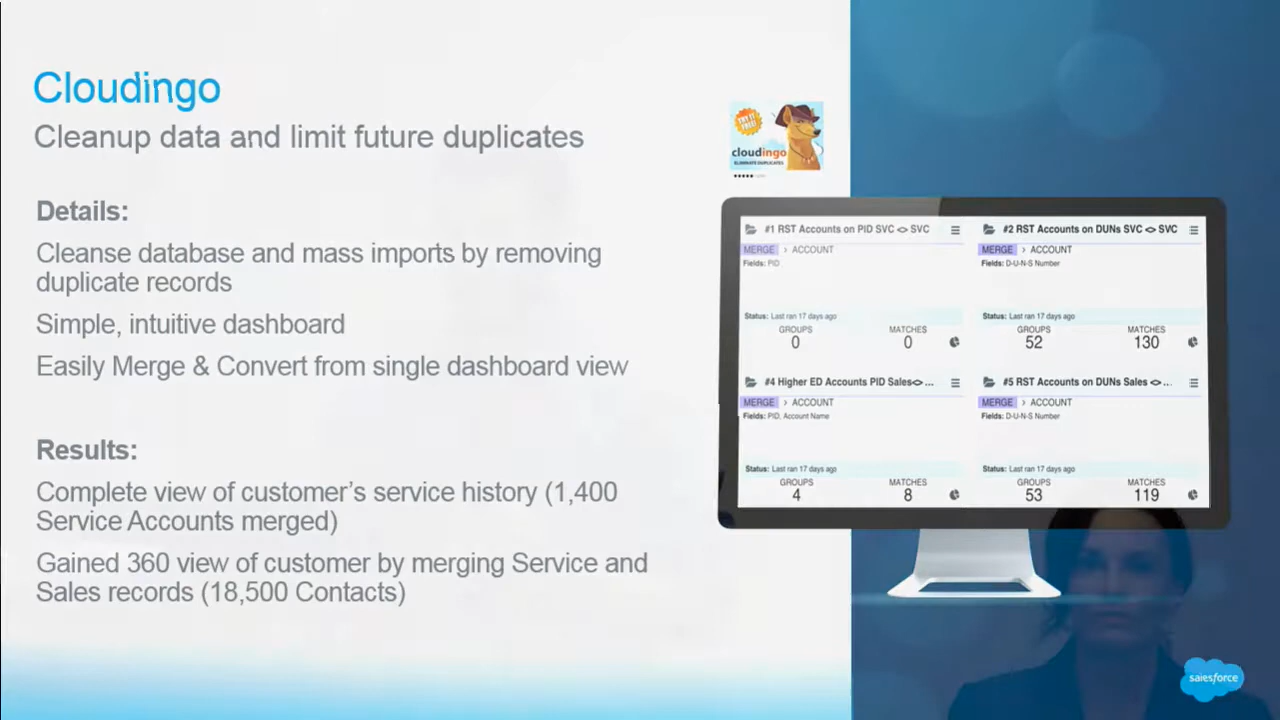 Cloudingo
Cleanup data and limit future duplicates
Details:
Cleanse database and mass imports by removing
duplicate records
Simple, intuitive dashboard
Easily Merge & Convert from single dashboard view
Results:
Complete view of customer’s service history (1,400
Service Accounts merged)
Gained 360 view of customer by merging Service and
Sales records (18,500 Contacts)
TRY IT
FREE!
cloudingo
ELIMINATE DUPLICATES
#1 RST Accounts on PID SVC <> SVC
MERGE > ACCOUNT
Fields: PID
Status: Last ran 17 days ago
GROUPS MATCHES
0 0
#2 RST Accounts on DUNs SVC <> SVC
MERGE > ACCOUNT
Fields: D-U-N-S Number
Status: Last ran 17 days ago
GROUPS MATCHES
52 130
#4 Higher ED Accounts PID Sales<> ...
MERGE > ACCOUNT
Fields: PID, Account Name
Status: Last ran 17 days ago
GROUPS MATCHES
4 8
#5 RST Accounts on DUNs Sales <> ...
MERGE > ACCOUNT
Fields: D-U-N-S Number
Status: Last ran 17 days ago
GROUPS MATCHES
53 119
salesforce